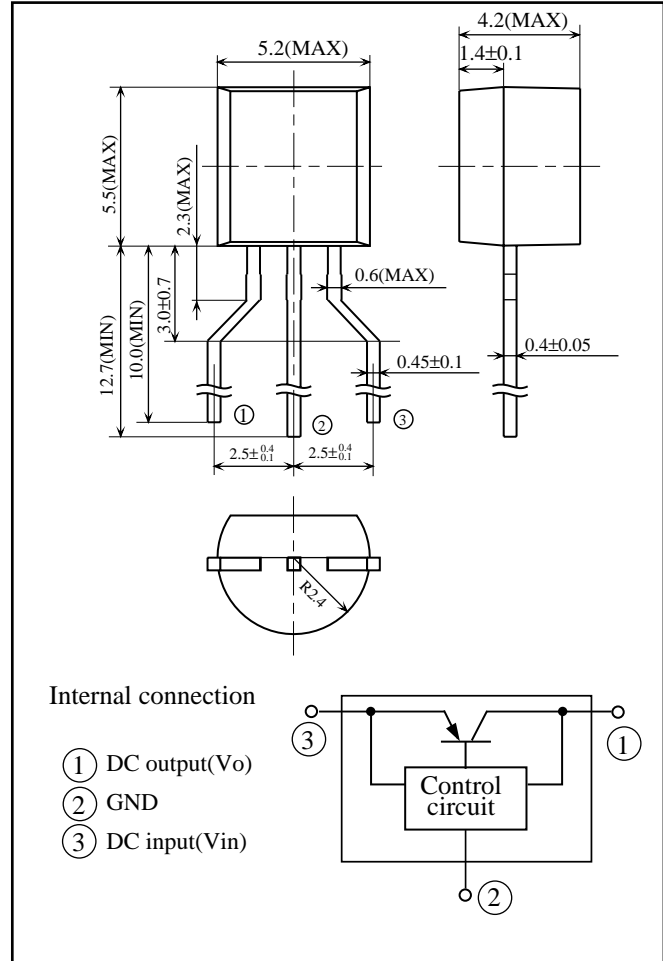 5.2(MAX)
4.2(MAX)
1.4±0.1
5.5(MAX)
2.3(MAX)
12.7(MIN)
10.0(MIN)
3.0±0.7
0.6(MAX)
0.45±0.1
0.4±0.05
① ② ③
2.5±0.4 0.1 2.5±0.4 0.1
R2.4
Internal connection
① DC output(Vo)
② GND
③ DC input(Vin)
③ ①
Control
circuit
②